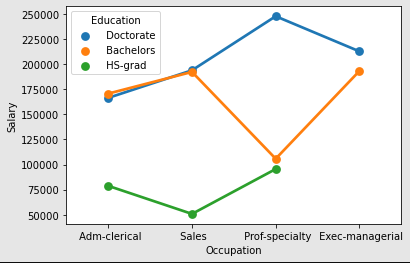 Education
Doctorate
Bachelors
HS-grad
250000
225000
200000
175000
150000
125000
100000
75000
50000
Salary
Adm-clerical Sales Prof-specialty Exec-managerial
Occupation